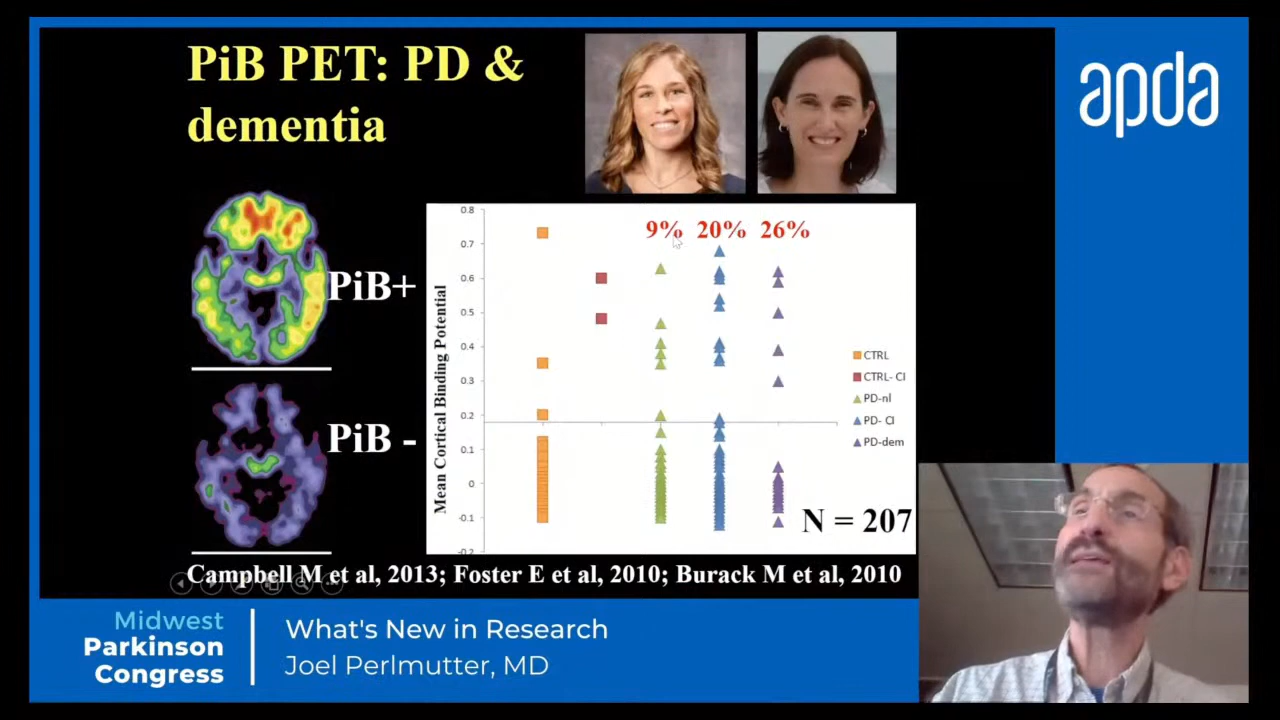 PiB PET: PD &
dementia
apda
PiB+
PiB -
Mean Cortical Binding Potential
0.8
0.7
0.6
0.5
0.4
0.3
0.2
0.1
0
-0.1
-0.2
9% 20% 26%
CTRL
CTRL- CI
PD-nl
PD- CI
PD-dem
N = 207
Campbell M et al, 2013; Foster E et al, 2010; Burack M et al, 2010
Midwest
Parkinson
Congress
What's New in Research
Joel Perlmutter, MD